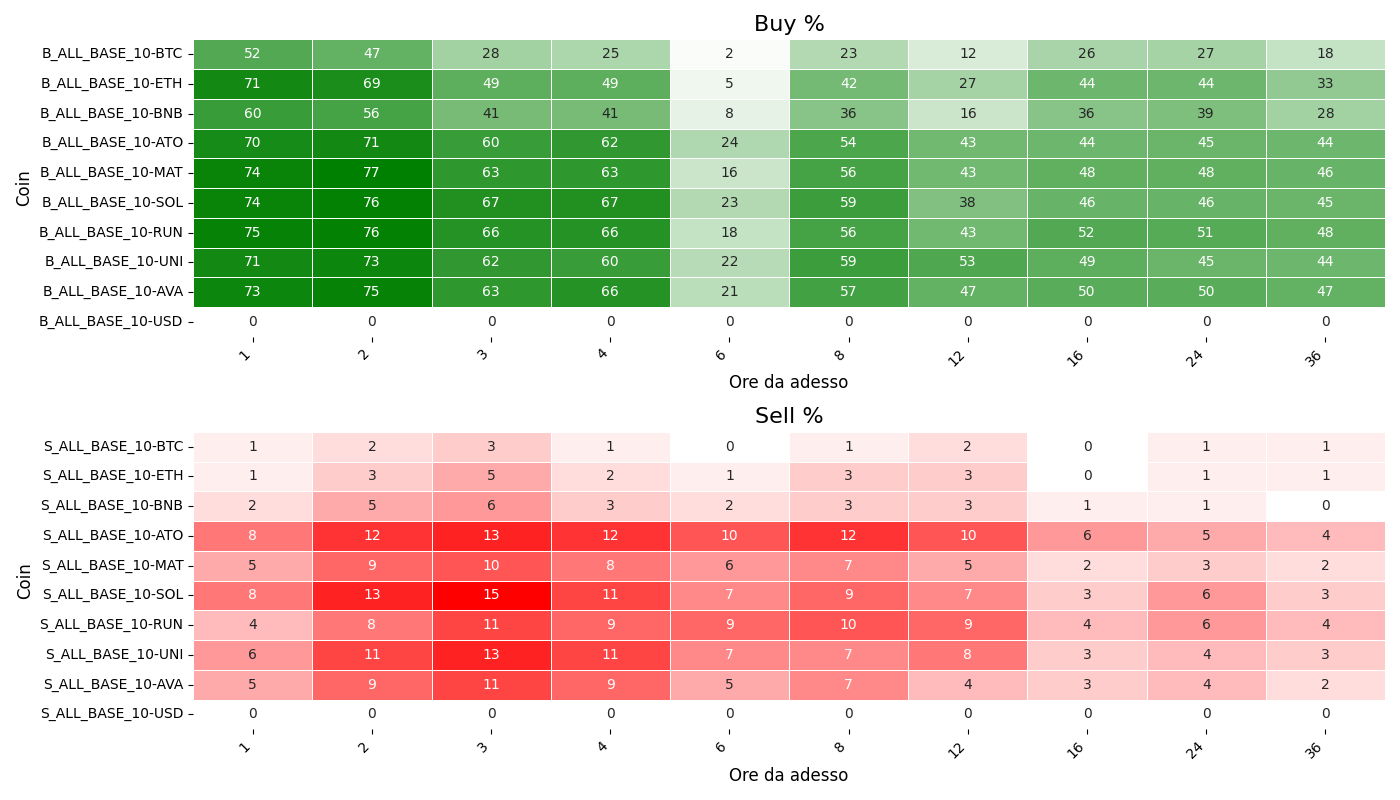 Buy %
Coin
B_ALL_BASE_10-BTC 52 47 28 25 2 23 12 26 27 18
B_ALL_BASE_10-ETH 71 69 49 49 5 42 27 44 44 33
B_ALL_BASE_10-BNB 60 56 41 41 8 36 16 36 39 28
B_ALL_BASE_10-ATO 70 71 60 62 24 54 43 44 45 44
B_ALL_BASE_10-MAT 74 77 63 63 16 56 43 48 48 46
B_ALL_BASE_10-SOL 74 76 67 67 23 59 38 46 46 45
B_ALL_BASE_10-RUN 75 76 66 66 18 56 43 52 51 48
B_ALL_BASE_10-UNI 71 73 62 60 22 59 53 49 45 44
B_ALL_BASE_10-AVA 73 75 63 66 21 57 47 50 50 47
B_ALL_BASE_10-USD 0 0 0 0 0 0 0 0 0 0
1 2 3 4 6 8 12 16 24 36
Ore da adesso
Sell %
Coin
S_ALL_BASE_10-BTC 1 2 3 1 0 1 2 0 1 1
S_ALL_BASE_10-ETH 1 3 5 2 1 3 3 0 1 1
S_ALL_BASE_10-BNB 2 5 6 3 2 3 3 1 1 0
S_ALL_BASE_10-ATO 8 12 13 12 10 12 10 6 5 4
S_ALL_BASE_10-MAT 5 9 10 8 6 7 5 2 3 2
S_ALL_BASE_10-SOL 8 13 15 11 7 9 7 3 6 3
S_ALL_BASE_10-RUN 4 8 11 9 9 10 9 4 6 4
S_ALL_BASE_10-UNI 6 11 13 11 7 7 8 3 4 3
S_ALL_BASE_10-AVA 5 9 11 9 5 7 4 3 4 2
S_ALL_BASE_10-USD 0 0 0 0 0 0 0 0 0 0
1 2 3 4 6 8 12 16 24 36
Ore da adesso